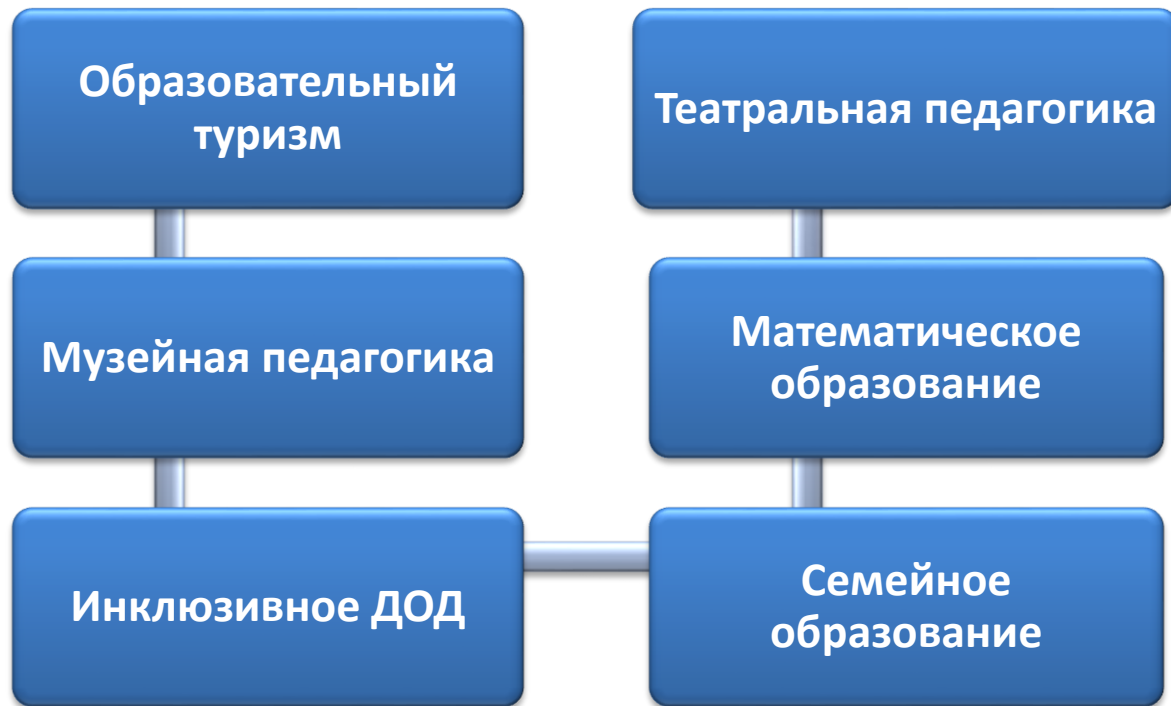 Образовательный
туризм
Музейная педагогика
Инклюзивное ДОД
Семейное
образование
Математическое
образование
Театральная педагогика